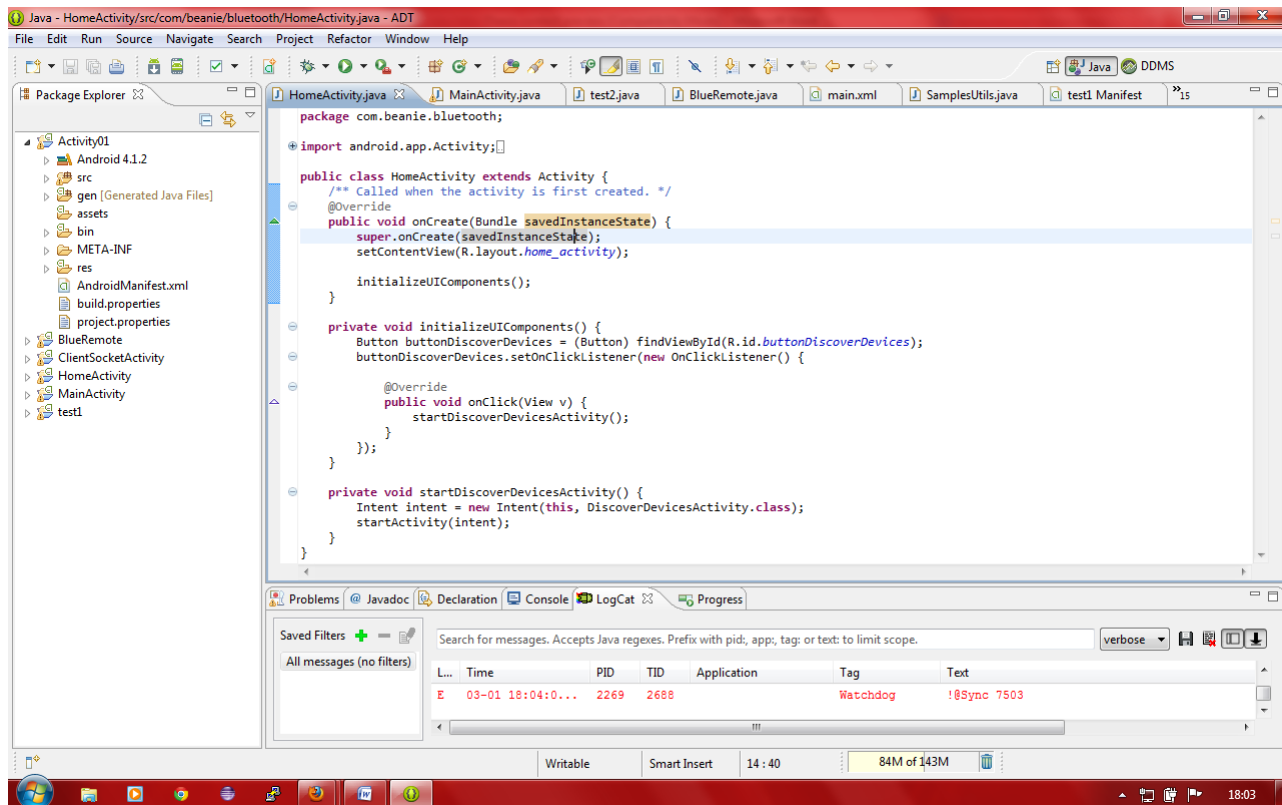 Java - HomeActivity/src/com/beanie/bluetooth/HomeActivity.java - ADT
File Edit Run Source Navigate Search Project Refactor Window Help
Java DDMS
Package Explorer
HomeActivity.java MainActivity.java test2.java BlueRemote.java main.xml SamplesUtils.java test1 Manifest »15
Activity01
Android 4.1.2
src
gen [Generated Java Files]
assets
bin
META-INF
res
AndroidManifest.xml
build.properties
project.properties
BlueRemote
ClientSocketActivity
HomeActivity
MainActivity
test1
package com.beanie.bluetooth;
import android.app.Activity;
public class HomeActivity extends Activity {
/** Called when the activity is first created. */
@Override
public void onCreate(Bundle savedInstanceState) {
super.onCreate(savedInstanceState);
setContentView(R.layout.home_activity);
initializeUIComponents();
}
private void initializeUIComponents() {
Button buttonDiscoverDevices = (Button) findViewById(R.id.buttonDiscoverDevices);
buttonDiscoverDevices.setOnClickListener(new OnClickListener() {
@Override
public void onClick(View v) {
startDiscoverDevicesActivity();
}
});
}
private void startDiscoverDevicesActivity() {
Intent intent = new Intent(this, DiscoverDevicesActivity.class);
startActivity(intent);
}
}
Problems @ Javadoc Declaration Console LogCat Progress
Saved Filters
All messages (no filters)
Search for messages. Accepts Java regexes. Prefix with pid:, app:, tag: or text: to limit scope.
verbose
L... Time PID TID Application Tag Text
E 03-01 18:04:0... 2269 2688 Watchdog !@Sync 7503
Writable Smart Insert 14 : 40 84M of 143M
18:03